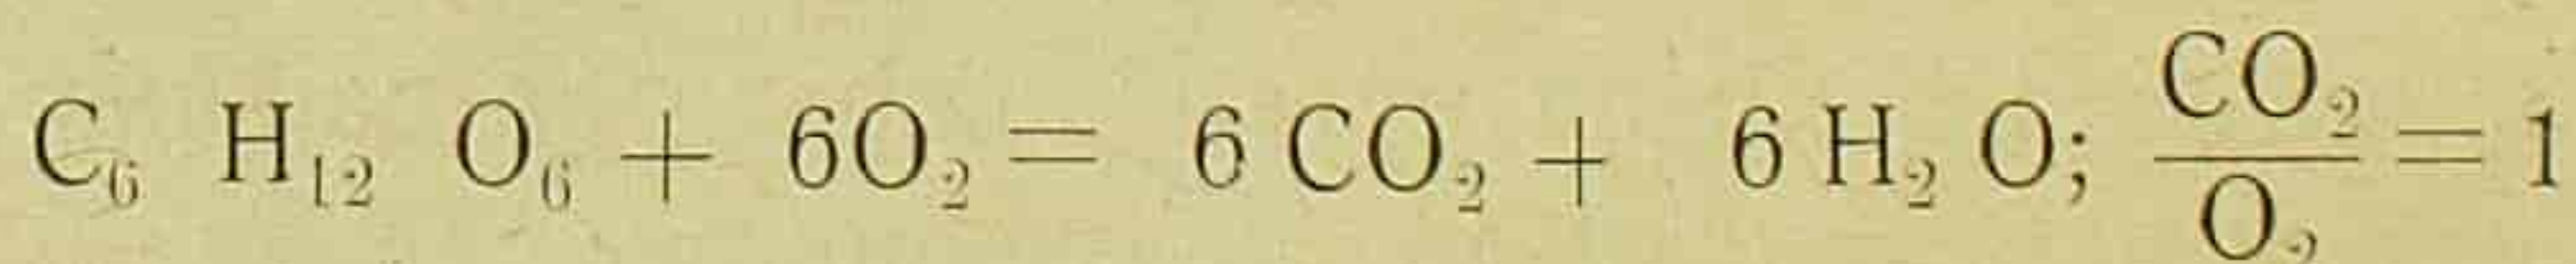 C₆ H₁₂ O₆ + 6O₂ = 6 CO₂ + 6 H₂ O; CO₂/O₂ = 1